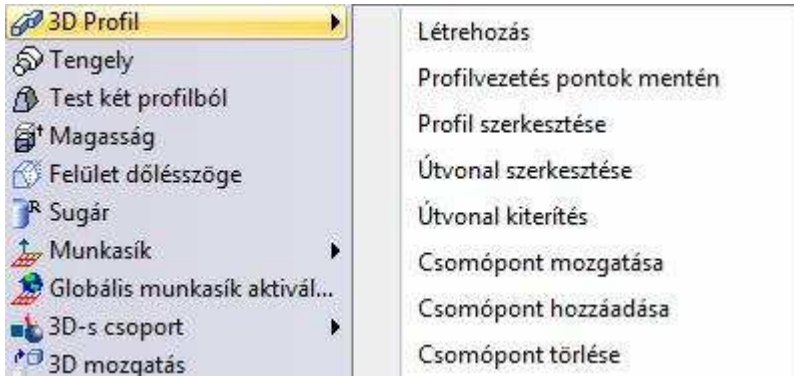 3D Profil
Tengely
Test két profilból
Magasság
Felület dőlésszöge
Sugár
Munkasík
Globális munkasík aktivál...
3D-s csoport
3D mozgatás
Létrehozás
Profilvezetés pontok mentén
Profil szerkesztése
Útvonal szerkesztése
Útvonal kiterítés
Csomópont mozgatása
Csomópont hozzáadása
Csomópont törlése